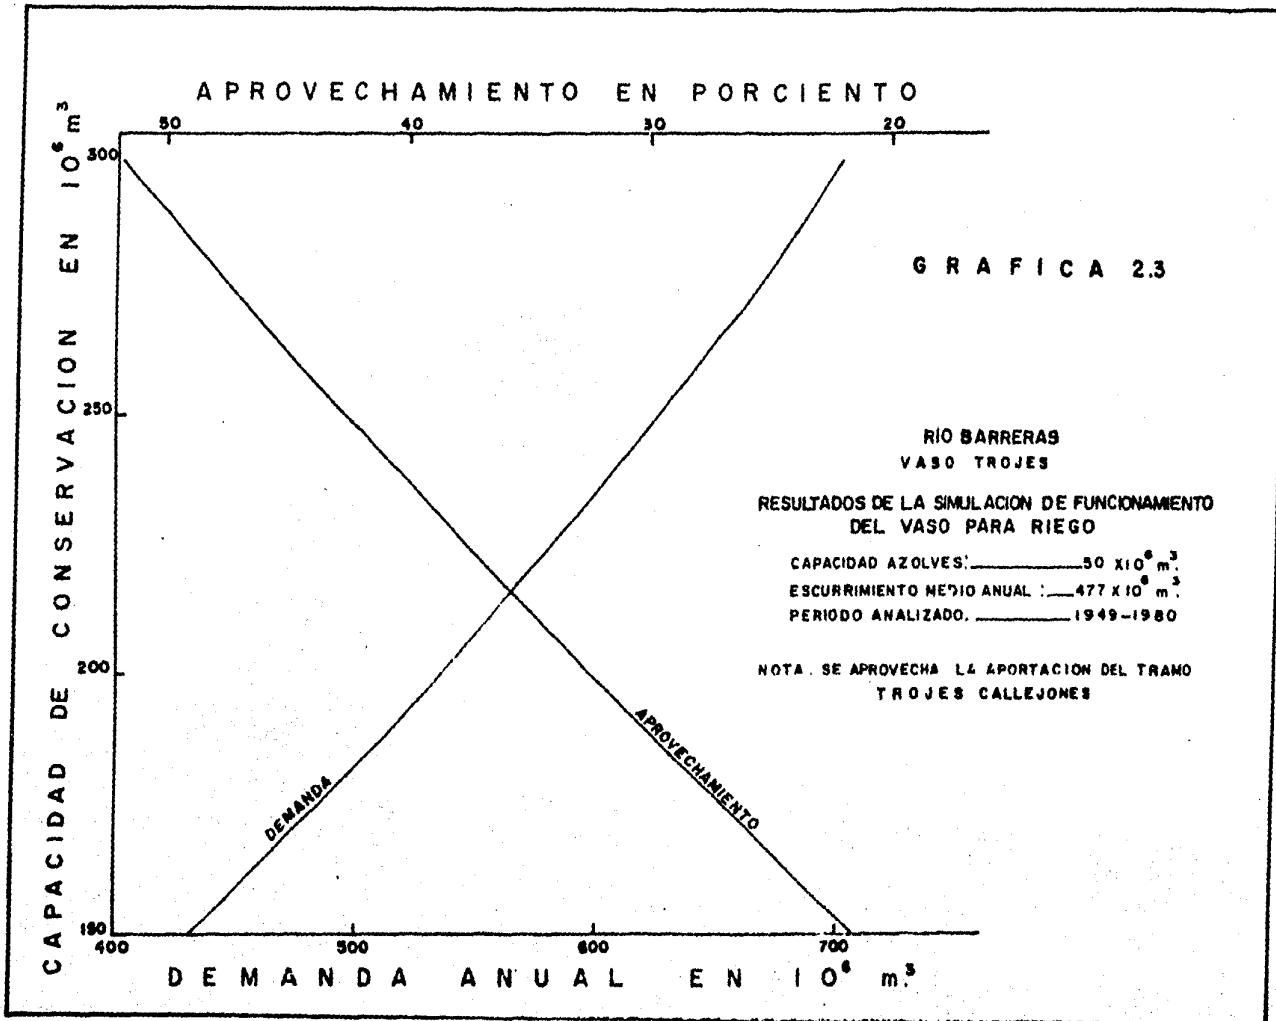 APROVECHAMIENTO EN PORCIENTO
50 40 30 20
CAPACIDAD DE CONSERVACION EN 10⁶ m³
300
250
200
150
GRAFICA 2.3
RIO BARRERAS
VASO TROJES
RESULTADOS DE LA SIMULACION DE FUNCIONAMIENTO
DEL VASO PARA RIEGO
CAPACIDAD AZOLVES: 50 X10⁶ m³.
ESCURRIMIENTO MEDIO ANUAL : 477 X 10⁶ m³.
PERIODO ANALIZADO. 1949-1980
NOTA. SE APROVECHA LA APORTACION DEL TRAMO
TROJES CALLEJONES
DEMANDA
APROVECHAMIENTO
400 500 600 700
DEMANDA ANUAL EN 10⁶ m.³